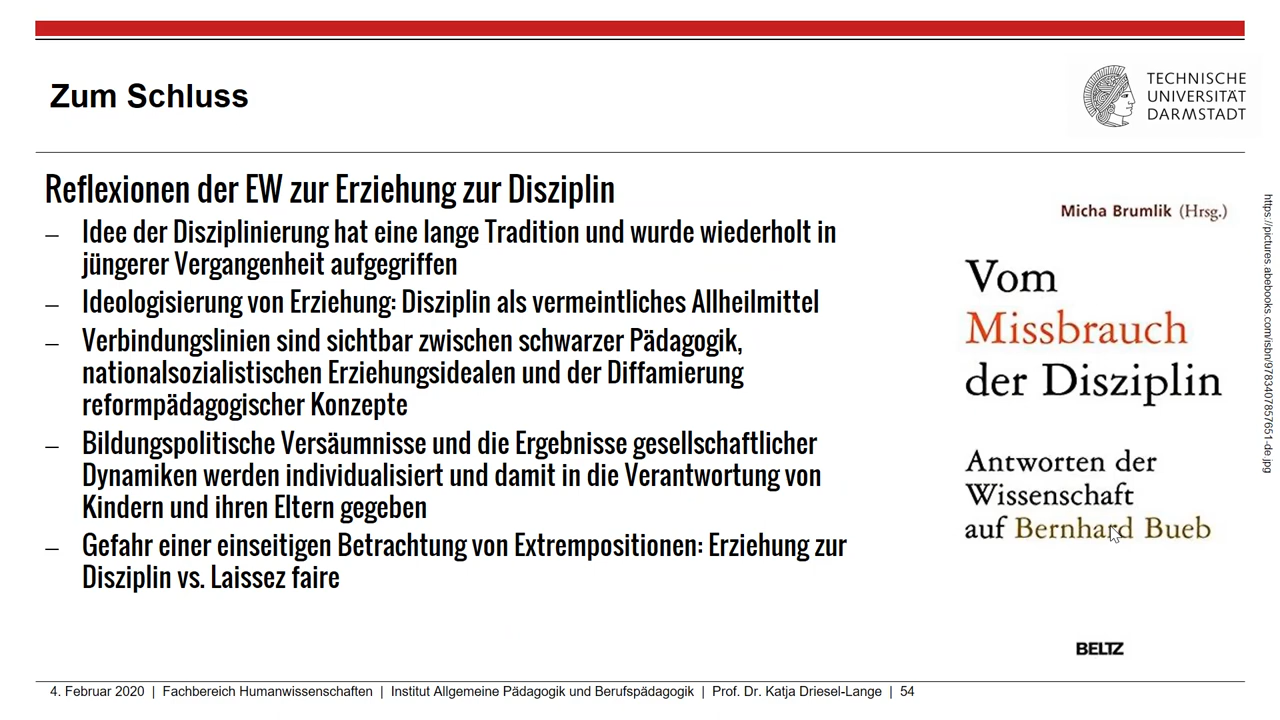 Zum Schluss
TECHNISCHE
UNIVERSITÄT
DARMSTADT
Reflexionen der EW zur Erziehung zur Disziplin
– Idee der Disziplinierung hat eine lange Tradition und wurde wiederholt in
jüngerer Vergangenheit aufgegriffen
– Ideologisierung von Erziehung: Disziplin als vermeintliches Allheilmittel
– Verbindungslinien sind sichtbar zwischen schwarzer Pädagogik,
nationalsozialistischen Erziehungsidealen und der Diffamierung
reformpädagogischer Konzepte
– Bildungspolitische Versäumnisse und die Ergebnisse gesellschaftlicher
Dynamiken werden individualisiert und damit in die Verantwortung von
Kindern und ihren Eltern gegeben
– Gefahr einer einseitigen Betrachtung von Extrempositionen: Erziehung zur
Disziplin vs. Laissez faire
Micha Brumlik (Hrsg.)
Vom
Missbrauch
der Disziplin
Antworten der
Wissenschaft
auf Bernhard Bueb
BELTZ
https://pictures.abebooks.com/isbn/9783407857651-de.jpg
4. Februar 2020 | Fachbereich Humanwissenschaften | Institut Allgemeine Pädagogik und Berufspädagogik | Prof. Dr. Katja Driesel-Lange | 54